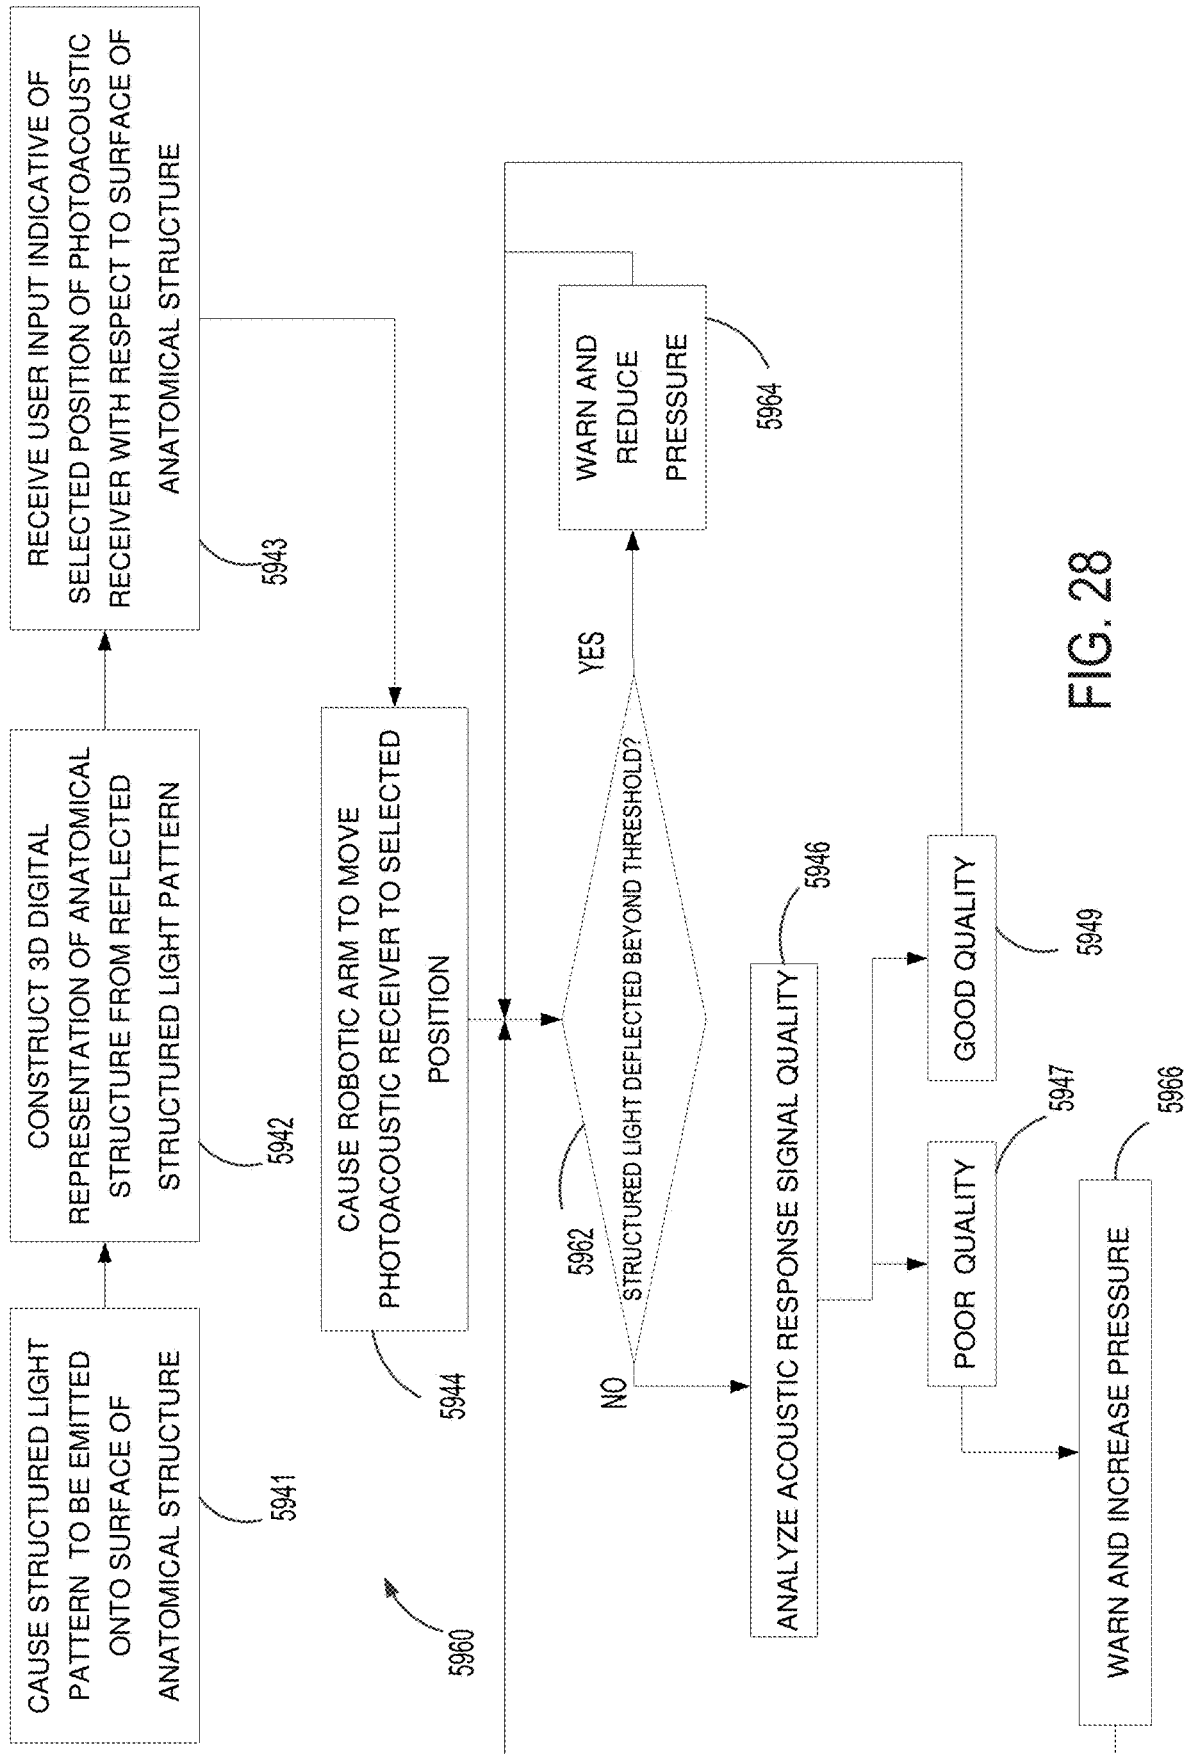 CAUSE STRUCTURED LIGHT
PATTERN TO BE EMITTED
ONTO SURFACE OF
ANATOMICAL STRUCTURE
5941
CONSTRUCT 3D DIGITAL
REPRESENTATION OF ANATOMICAL
STRUCTURE FROM REFLECTED
STRUCTURED LIGHT PATTERN
5942
RECEIVE USER INPUT INDICATIVE OF
SELECTED POSITION OF PHOTOACOUSTIC
RECEIVER WITH RESPECT TO SURFACE OF
ANATOMICAL STRUCTURE
5943
CAUSE ROBOTIC ARM TO MOVE
PHOTOACOUSTIC RECEIVER TO SELECTED
POSITION
5944
5960
STRUCTURED LIGHT DEFLECTED BEYOND THRESHOLD?
5962
YES
WARN AND
REDUCE
PRESSURE
5964
NO
ANALYZE ACOUSTIC RESPONSE SIGNAL QUALITY
5946
POOR QUALITY
5947
GOOD QUALITY
5949
WARN AND INCREASE PRESSURE
5966
FIG. 28